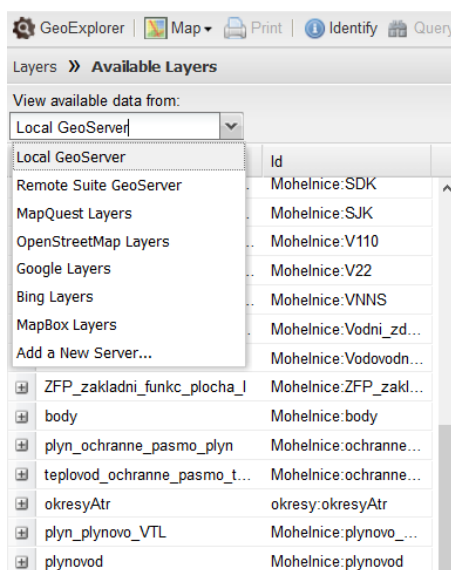 GeoExplorer Map Print Identify Query
Layers » Available Layers
View available data from:
Local GeoServer
Local GeoServer
Remote Suite GeoServer
MapQuest Layers
OpenStreetMap Layers
Google Layers
Bing Layers
MapBox Layers
Add a New Server...
Id
Mohelnice:SDK
Mohelnice:SJK
Mohelnice:V110
Mohelnice:V22
Mohelnice:VNNS
Mohelnice:Vodni_zd...
Mohelnice:Vodovodn...
ZFP_zakladni_funkc_plocha_l Mohelnice:ZFP_zakl...
body Mohelnice:body
plyn_ochranne_pasmo_plyn Mohelnice:ochranne...
teplovod_ochranne_pasmo_t... Mohelnice:ochranne...
okresyAtr okresy:okresyAtr
plyn_plynovo_VTL Mohelnice:plynovo_...
plynovod Mohelnice:plynovod